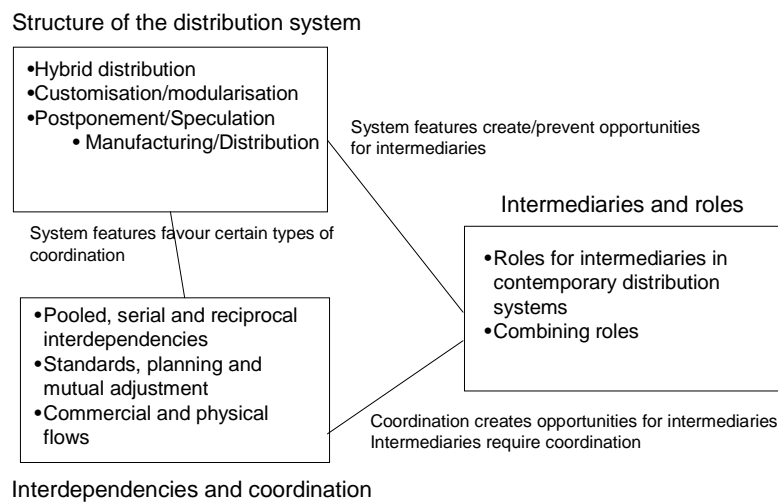 Structure of the distribution system
•Hybrid distribution
•Customisation/modularisation
•Postponement/Speculation
• Manufacturing/Distribution
System features create/prevent opportunities
for intermediaries
Intermediaries and roles
System features favour certain types of
coordination
•Roles for intermediaries in
contemporary distribution
systems
•Combining roles
•Pooled, serial and reciprocal
interdependencies
•Standards, planning and
mutual adjustment
•Commercial and physical
flows
Coordination creates opportunities for intermediaries
Intermediaries require coordination
Interdependencies and coordination